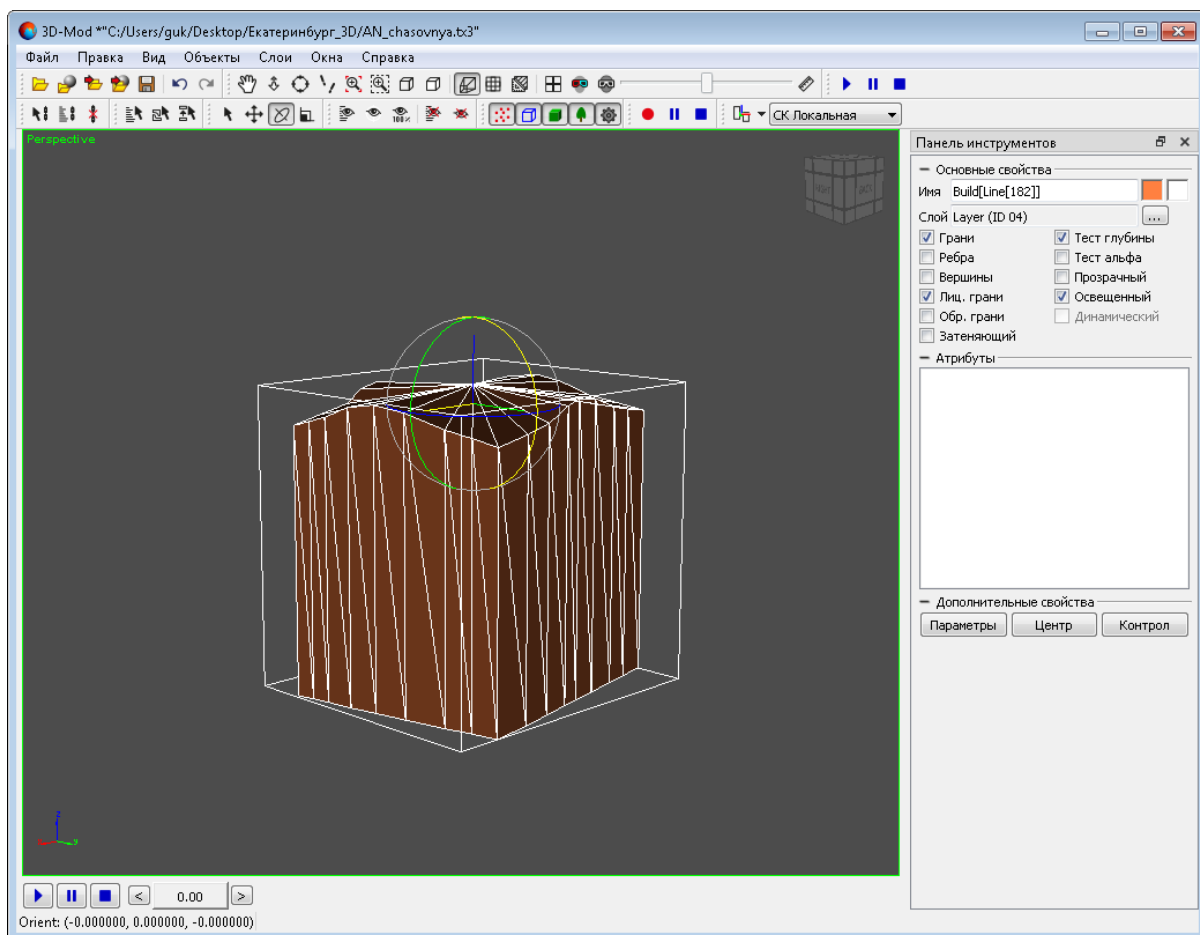 3D-Mod *"C:/Users/guk/Desktop/Екатеринбург_3D/AN_chasovnya.tx3"
Файл Правка Вид Объекты Слои Окна Справка
100%
СК Локальная
Perspective
Панель инструментов
Основные свойства
Имя Build[Line[182]]
Слой Layer (ID 04) ...
Грани Тест глубины
Ребра Тест альфа
Вершины Прозрачный
Лиц. грани Освещенный
Обр. грани Динамический
Затеняющий
Атрибуты
Дополнительные свойства
Параметры Центр Контрол
z
y
< 0.00 >
Orient: (-0.000000, 0.000000, -0.000000)